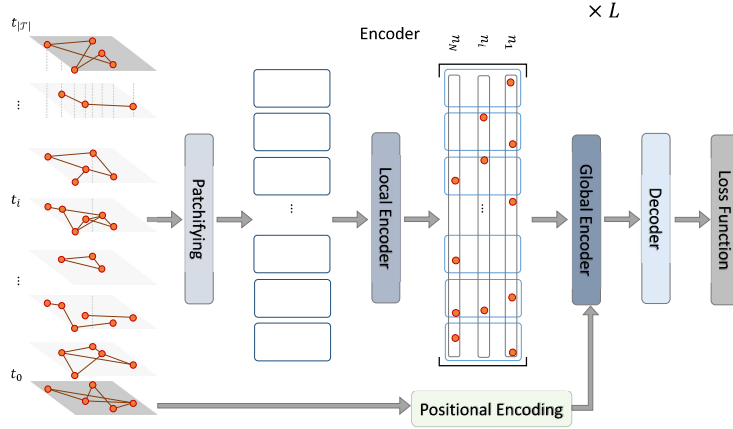 × L
Encoder
t|𝒯|
⋮
t_i
⋮
t_0
Patchifying
...
Local Encoder
n_N
n_i
n_1
...
Global Encoder
Decoder
Loss Function
Positional Encoding